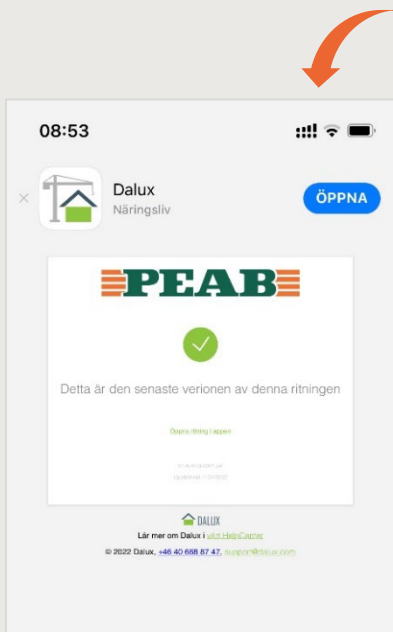 08:53
Dalux
Näringsliv
ÖPPNA
PEAB
Detta är den senaste verionen av denna ritningen
Öppna ritning i appen
DALUX
Lär mer om Dalux i vårt HelpCenter
© 2022 Dalux, +46 40 668 87 47, support@dalux.com